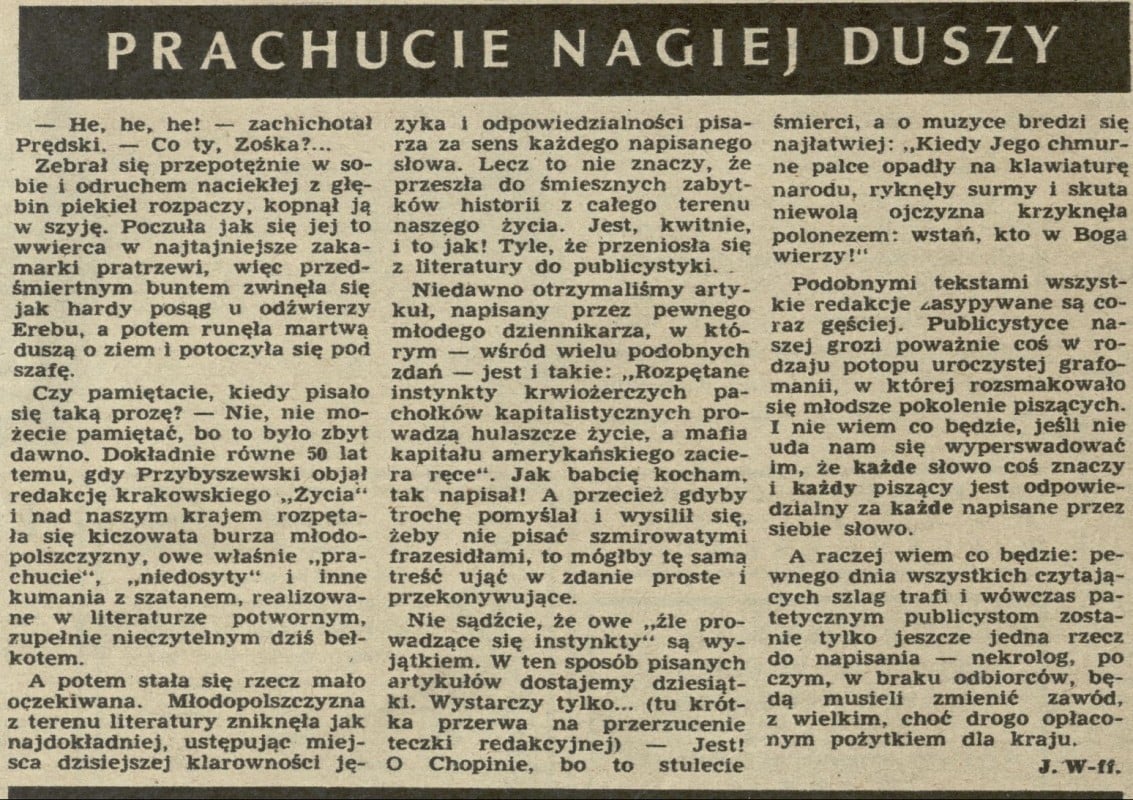 PRACHUCIE NAGIEJ DUSZY
— He, he, he! — zachichotał
Prędski. — Co ty, Zośka?...
Zebrał się przepotężnie w so-
bie i odruchem naciekłej z głę-
bin piekieł rozpaczy, kopnął ją
w szyję. Poczuła jak się jej to
wwierca w najtajniejsze zaka-
marki pratrzewi, więc przed-
śmiertnym buntem zwinęła się
jak hardy posąg u odźwierzy
Erebu, a potem runęła martwą
duszą o ziem i potoczyła się pod
szafę.
Czy pamiętacie, kiedy pisało
się taką prozę? — Nie, nie mo-
żecie pamiętać, bo to było zbyt
dawno. Dokładnie równe 50 lat
temu, gdy Przybyszewski objął
redakcję krakowskiego „Życia"
i nad naszym krajem rozpęta-
ła się kiczowata burza młodo-
polszczyzny, owe właśnie „pra-
chucie", „niedosyty" i inne
kumania z szatanem, realizowa-
ne w literaturze potwornym,
zupełnie nieczytelnym dziś beł-
kotem.
A potem stała się rzecz mało
oczekiwana. Młodopolszczyzna
z terenu literatury zniknęła jak
najdokładniej, ustępując miej-
sca dzisiejszej klarowności ję-
zyka i odpowiedzialności pisa-
rza za sens każdego napisanego
słowa. Lecz to nie znaczy, że
przeszła do śmiesznych zabyt-
ków historii z całego terenu
naszego życia. Jest, kwitnie,
i to jak! Tyle, że przeniosła się
z literatury do publicystyki.
Niedawno otrzymaliśmy arty-
kuł, napisany przez pewnego
młodego dziennikarza, w któ-
rym — wśród wielu podobnych
zdań — jest i takie: „Rozpętane
instynkty krwiożerczych pa-
chołków kapitalistycznych pro-
wadzą hulaszcze życie, a mafia
kapitału amerykańskiego zacie-
ra ręce". Jak babcię kocham,
tak napisał! A przecież gdyby
trochę pomyślał i wysilił się,
żeby nie pisać szmirowatymi
frazesidłami, to mógłby tę samą
treść ująć w zdanie proste i
przekonywujące.
Nie sądźcie, że owe „źle pro-
wadzące się instynkty" są wy-
jątkiem. W ten sposób pisanych
artykułów dostajemy dziesiąt-
ki. Wystarczy tylko... (tu krót-
ka przerwa na przerzucenie
teczki redakcyjnej) — Jest!
O Chopinie, bo to stulecie
śmierci, a o muzyce bredzi się
najłatwiej: „Kiedy Jego chmur-
ne palce opadły na klawiaturę
narodu, ryknęły surmy i skuta
niewolą ojczyzna krzyknęła
polonezem: wstań, kto w Boga
wierzy!"
Podobnymi tekstami wszyst-
kie redakcje zasypywane są co-
raz gęściej. Publicystyce na-
szej grozi poważnie coś w ro-
dzaju potopu uroczystej grafo-
manii, w której rozsmakowało
się młodsze pokolenie piszących.
I nie wiem co będzie, jeśli nie
uda nam się wyperswadować
im, że każde słowo coś znaczy
i każdy piszący jest odpowie-
dzialny za każde napisane przez
siebie słowo.
A raczej wiem co będzie: pe-
wnego dnia wszystkich czytają-
cych szlag trafi i wówczas pa-
tetycznym publicystom zosta-
nie tylko jeszcze jedna rzecz
do napisania — nekrolog, po
czym, w braku odbiorców, bę-
dą musieli zmienić zawód,
z wielkim, choć drogo opłaco-
nym pożytkiem dla kraju.
J. W-ff.